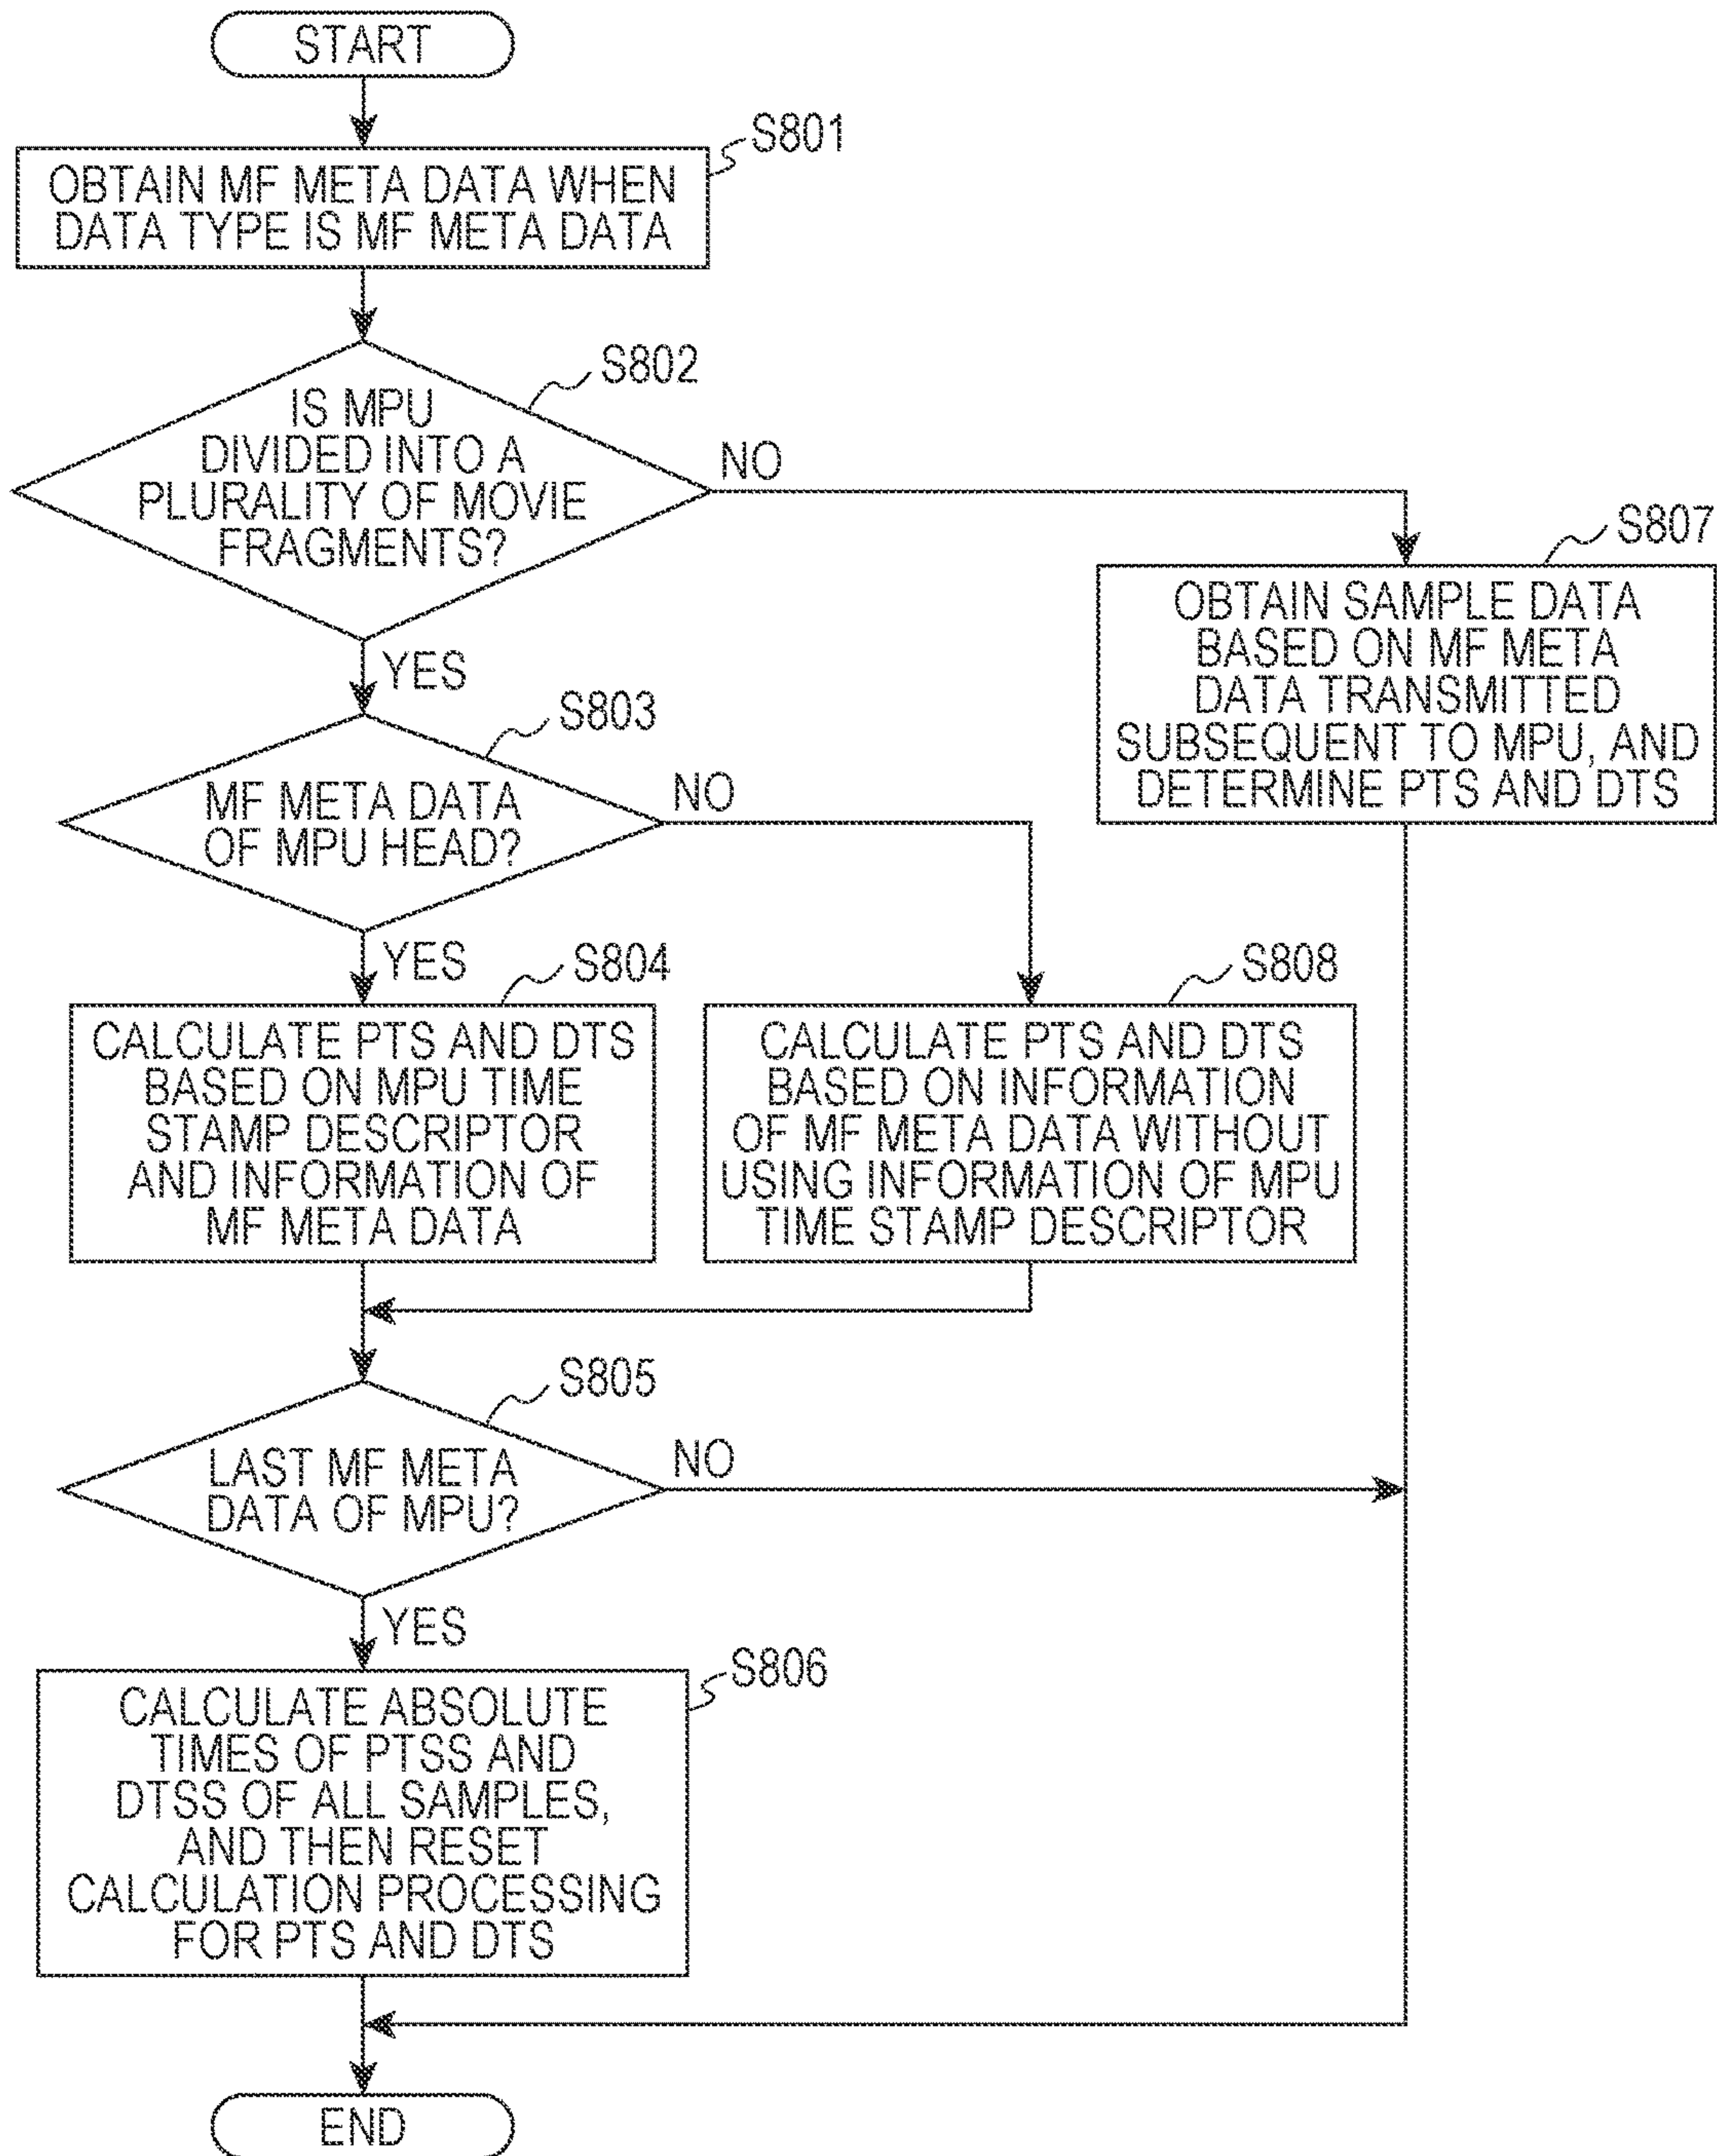 START
S801
OBTAIN MF META DATA WHEN
DATA TYPE IS MF META DATA
S802
IS MPU
DIVIDED INTO A
PLURALITY OF MOVIE
FRAGMENTS?
NO
YES
S807
OBTAIN SAMPLE DATA
BASED ON MF META
DATA TRANSMITTED
SUBSEQUENT TO MPU, AND
DETERMINE PTS AND DTS
S803
MF META DATA
OF MPU HEAD?
NO
YES
S804
CALCULATE PTS AND DTS
BASED ON MPU TIME
STAMP DESCRIPTOR
AND INFORMATION OF
MF META DATA
S808
CALCULATE PTS AND DTS
BASED ON INFORMATION
OF MF META DATA WITHOUT
USING INFORMATION OF MPU
TIME STAMP DESCRIPTOR
S805
LAST MF META
DATA OF MPU?
NO
YES
S806
CALCULATE ABSOLUTE
TIMES OF PTSS AND
DTSS OF ALL SAMPLES,
AND THEN RESET
CALCULATION PROCESSING
FOR PTS AND DTS
END